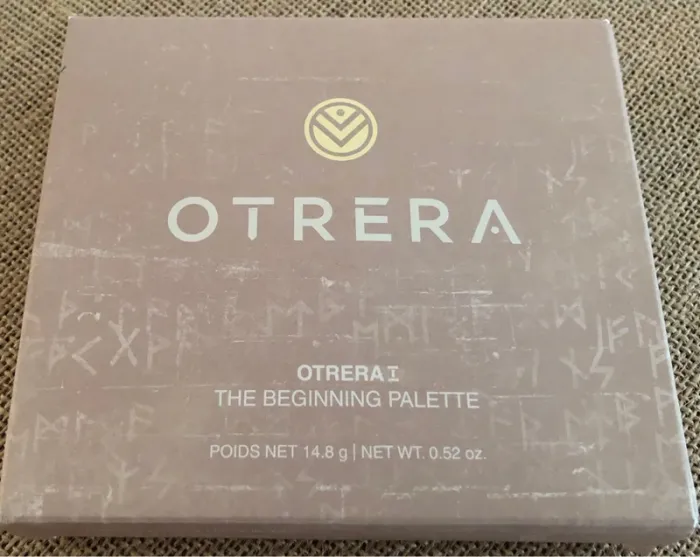 OTRERA
OTRERA I
THE BEGINNING PALETTE
POIDS NET 14.8 g | NET WT. 0.52 oz.